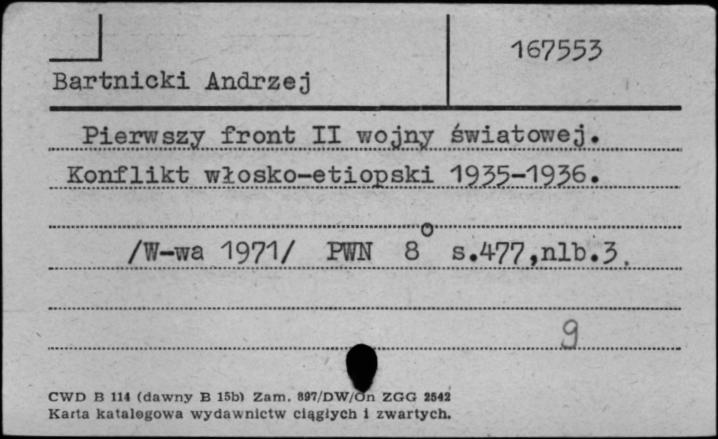 167553
Bartnicki Andrzej
Pierwszy front II wojny światowej.
Konflikt włosko-etiopski 1935-1936.
/W-wa 1971/ PWN 8° s.477,nlb.3.
9
CWD B 114 (dawny B 15b) Zam. 897/DW/On ZGG 2542
Karta katalogowa wydawnictw ciągłych i zwartych.